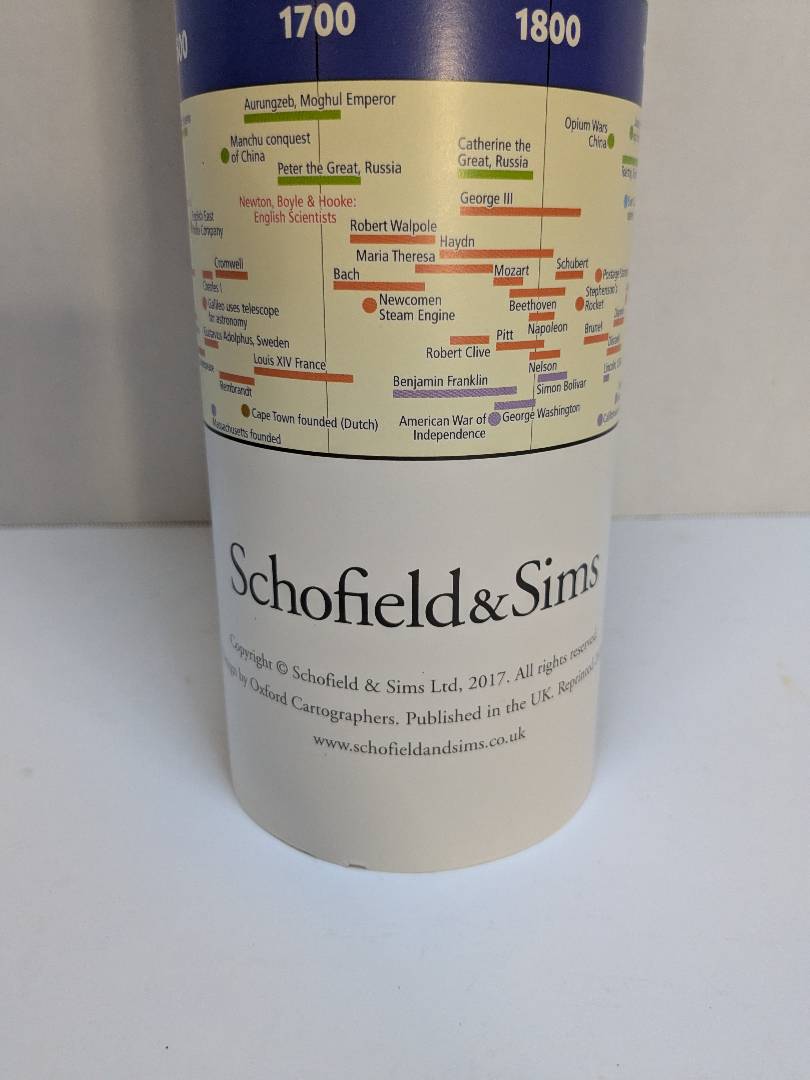 1700
1800
Aurungzeb, Moghul Emperor
Manchu conquest
of China
Opium Wars
China
Catherine the
Great, Russia
Peter the Great, Russia
Newton, Boyle & Hooke:
English Scientists
George III
Robert Walpole
Haydn
Maria Theresa
Mozart
Schubert
Cromwell
Bach
Charles I
Stephenson's
Rocket
Newcomen
Steam Engine
Beethoven
Galileo uses telescope
for astronomy
Napoleon
Brunel
Pitt
Gustavus Adolphus, Sweden
Robert Clive
Louis XIV France
Nelson
Rembrandt
Benjamin Franklin
Simon Bolivar
Cape Town founded (Dutch)
American War of
Independence
George Washington
Massachusetts founded
Schofield&Sims
Copyright © Schofield & Sims Ltd, 2017. All rights reserved.
by Oxford Cartographers. Published in the UK. Reprinted
www.schofieldandsims.co.uk